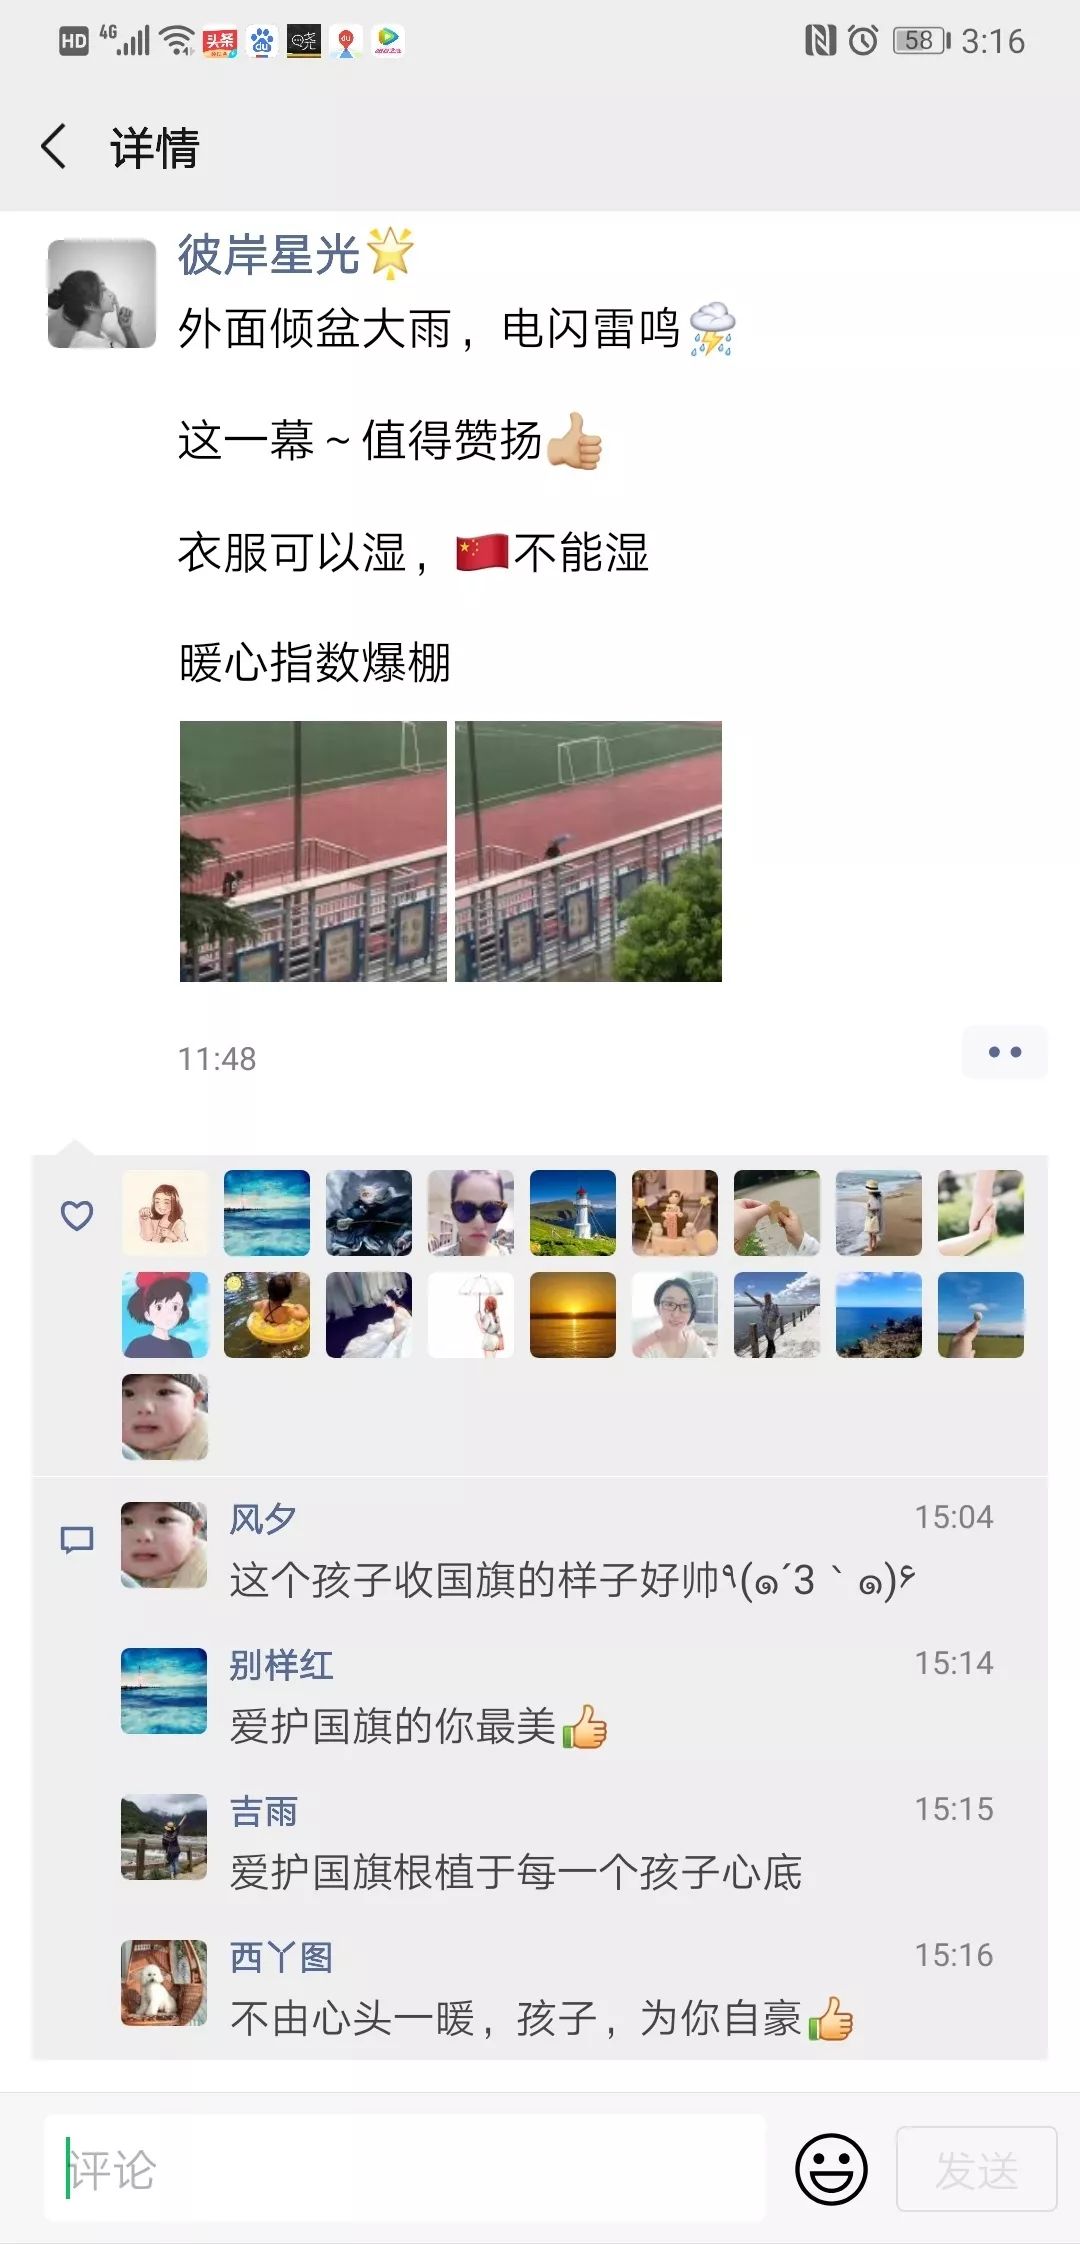 HD 4G 头条 du du 58 3:16
详情
彼岸星光🌟
外面倾盆大雨，电闪雷鸣⛈️
这一幕～值得赞扬👍🏼
衣服可以湿，🇨🇳不能湿
暖心指数爆棚
11:48
风夕 15:04
这个孩子收国旗的样子好帅٩(๑´3｀๑)۶
别样红 15:14
爱护国旗的你最美👍
吉雨 15:15
爱护国旗根植于每一个孩子心底
西丫图 15:16
不由心头一暖，孩子，为你自豪👍
评论 发送